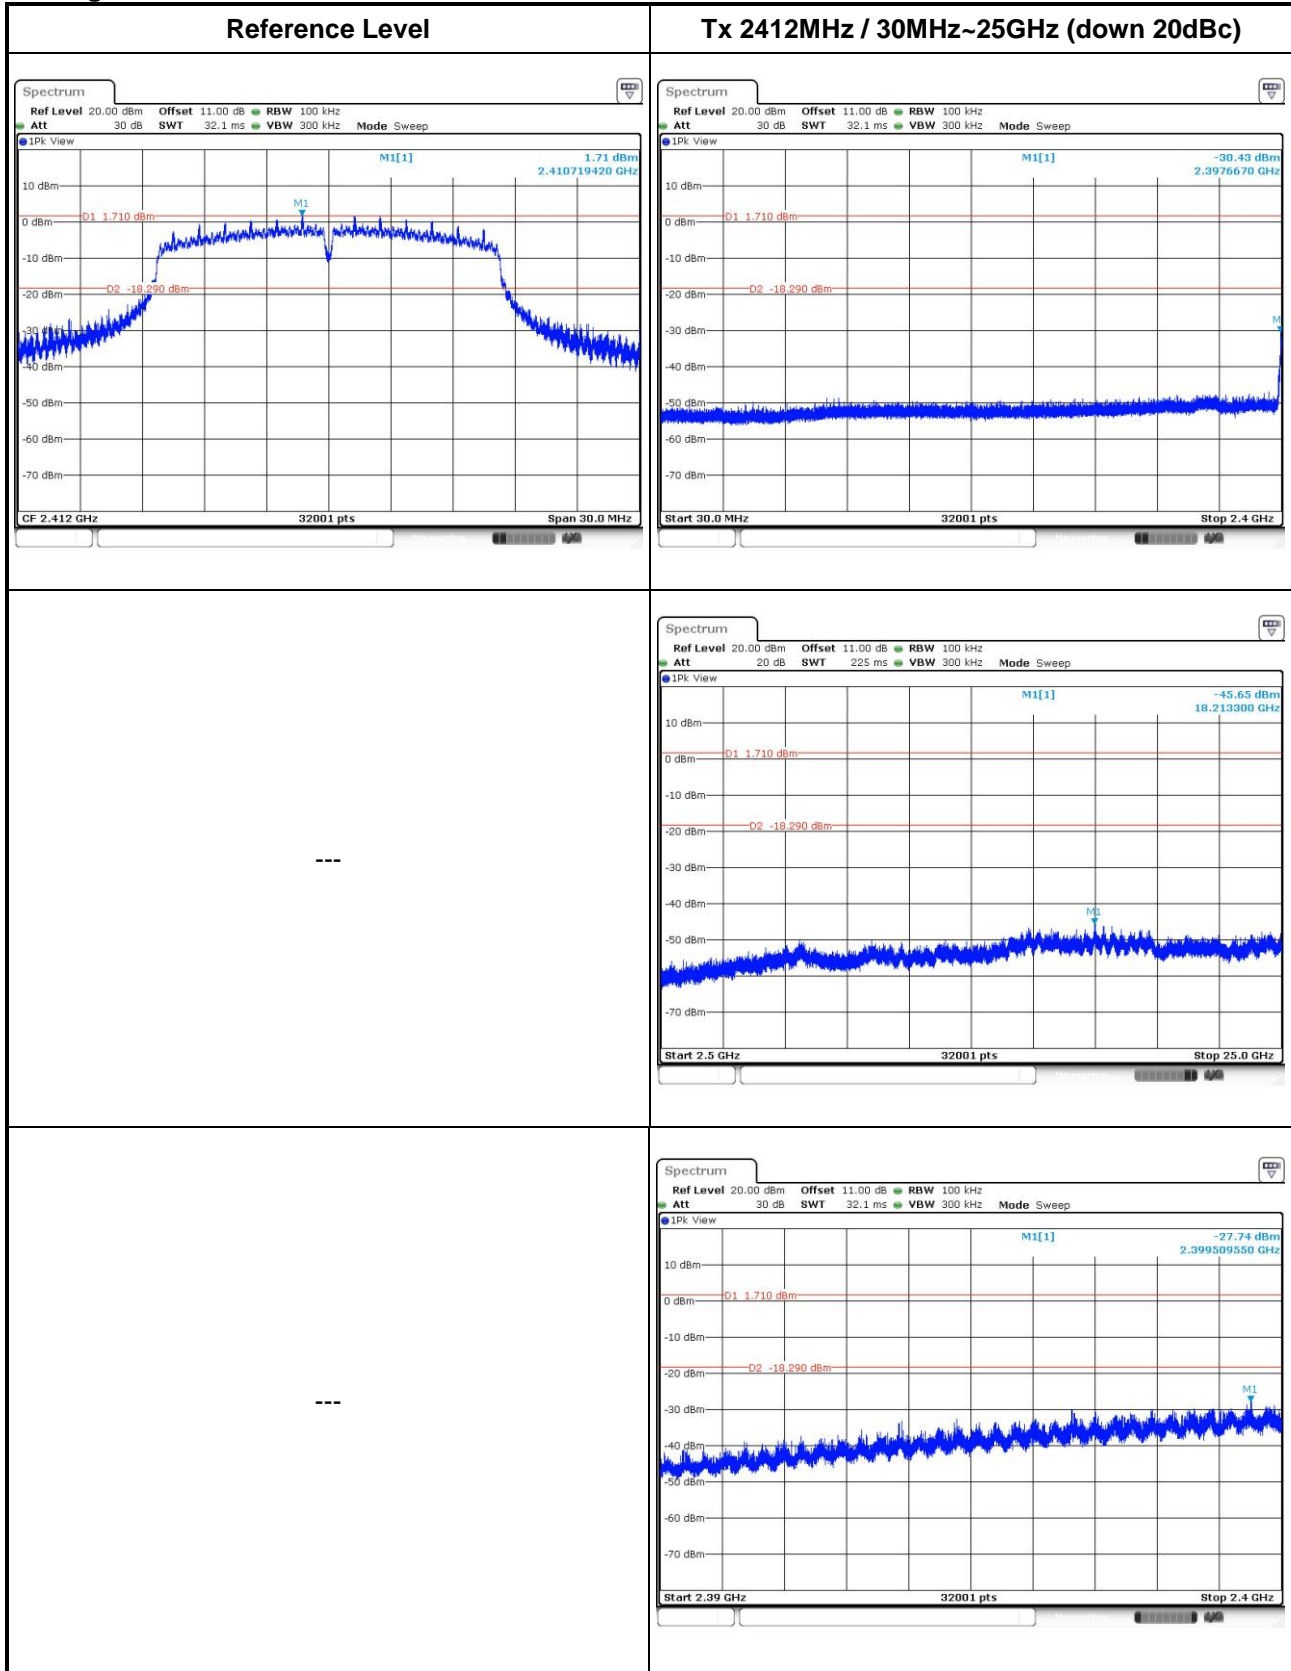 Reference Level
Tx 2412MHz / 30MHz~25GHz (down 20dBc)
Spectrum
Ref Level 20.00 dBm Offset 11.00 dB RBW 100 kHz
Att 30 dB SWT 32.1 ms VBW 300 kHz Mode Sweep
1Pk View
M1[1] 1.71 dBm
2.410719420 GHz
10 dBm
M1
D1 1.710 dBm
0 dBm
-10 dBm
D2 -18.290 dBm
-20 dBm
-30 dBm
-40 dBm
-50 dBm
-60 dBm
-70 dBm
CF 2.412 GHz 32001 pts Span 30.0 MHz
Spectrum
Ref Level 20.00 dBm Offset 11.00 dB RBW 100 kHz
Att 30 dB SWT 32.1 ms VBW 300 kHz Mode Sweep
1Pk View
M1[1] -30.43 dBm
2.3976670 GHz
10 dBm
D1 1.710 dBm
0 dBm
-10 dBm
D2 -18.290 dBm
-20 dBm
M
-30 dBm
-40 dBm
-50 dBm
-60 dBm
-70 dBm
Start 30.0 MHz 32001 pts Stop 2.4 GHz
---
Spectrum
Ref Level 20.00 dBm Offset 11.00 dB RBW 100 kHz
Att 20 dB SWT 225 ms VBW 300 kHz Mode Sweep
1Pk View
M1[1] -45.65 dBm
18.213300 GHz
10 dBm
D1 1.710 dBm
0 dBm
-10 dBm
D2 -18.290 dBm
-20 dBm
-30 dBm
-40 dBm
M1
-50 dBm
-70 dBm
Start 2.5 GHz 32001 pts Stop 25.0 GHz
---
Spectrum
Ref Level 20.00 dBm Offset 11.00 dB RBW 100 kHz
Att 30 dB SWT 32.1 ms VBW 300 kHz Mode Sweep
1Pk View
M1[1] -27.74 dBm
2.399509550 GHz
10 dBm
D1 1.710 dBm
0 dBm
-10 dBm
D2 -18.290 dBm
-20 dBm
M1
-30 dBm
-40 dBm
-50 dBm
-60 dBm
-70 dBm
Start 2.39 GHz 32001 pts Stop 2.4 GHz